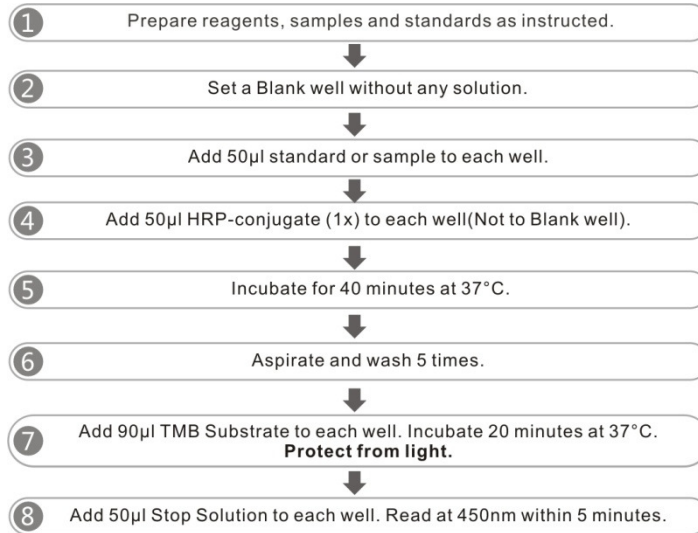 1 Prepare reagents, samples and standards as instructed.
2 Set a Blank well without any solution.
3 Add 50μl standard or sample to each well.
4 Add 50μl HRP-conjugate (1x) to each well(Not to Blank well).
5 Incubate for 40 minutes at 37°C.
6 Aspirate and wash 5 times.
7 Add 90μl TMB Substrate to each well. Incubate 20 minutes at 37°C.
Protect from light.
8 Add 50μl Stop Solution to each well. Read at 450nm within 5 minutes.